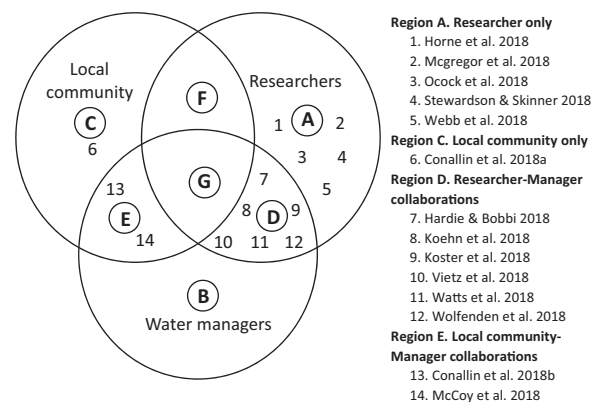 Local
community
C
6
F
Researchers
1
A
2
3
4
5
G
7
8
D
9
10
11
12
13
E
14
B
Water managers
Region A. Researcher only
1. Horne et al. 2018
2. Mcgregor et al. 2018
3. Ocock et al. 2018
4. Stewardson & Skinner 2018
5. Webb et al. 2018
Region C. Local community only
6. Conallin et al. 2018a
Region D. Researcher-Manager
collaborations
7. Hardie & Bobbi 2018
8. Koehn et al. 2018
9. Koster et al. 2018
10. Vietz et al. 2018
11. Watts et al. 2018
12. Wolfenden et al. 2018
Region E. Local community-
Manager collaborations
13. Conallin et al. 2018b
14. McCoy et al. 2018